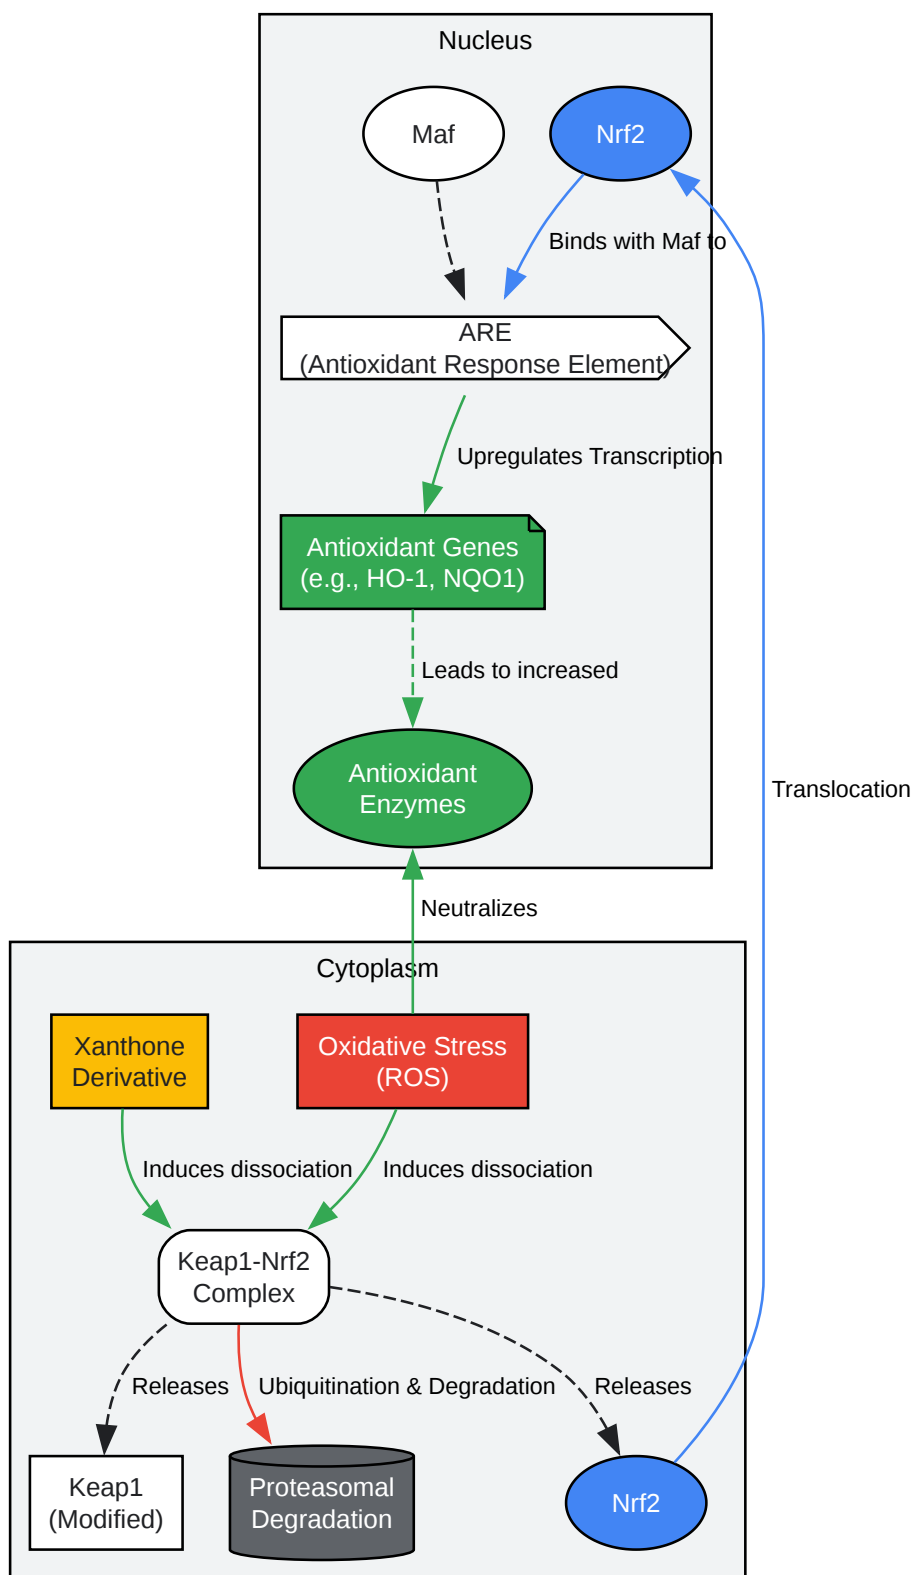 Nucleus
Maf
Nrf2
Binds with Maf to
ARE
(Antioxidant Response Element)
Upregulates Transcription
Antioxidant Genes
(e.g., HO-1, NQO1)
Leads to increased
Antioxidant
Enzymes
Translocation
Neutralizes
Cytoplasm
Xanthone
Derivative
Oxidative Stress
(ROS)
Induces dissociation
Induces dissociation
Keap1-Nrf2
Complex
Releases
Ubiquitination & Degradation
Releases
Keap1
(Modified)
Proteasomal
Degradation
Nrf2